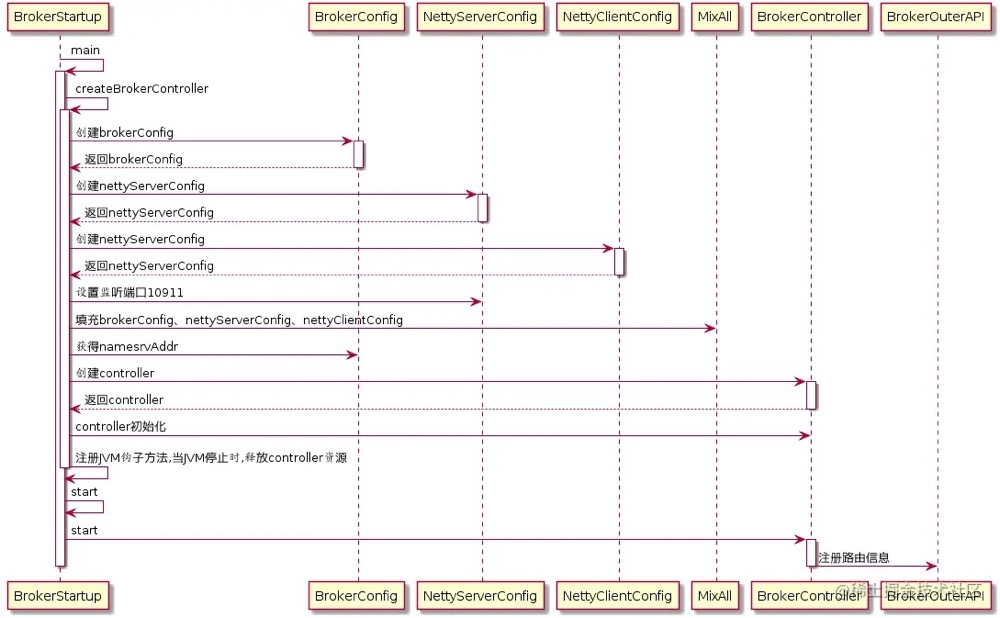 BrokerStartup BrokerConfig NettyServerConfig NettyClientConfig MixAll BrokerController BrokerOuterAPI
main
createBrokerController
创建brokerConfig
返回brokerConfig
创建nettyServerConfig
返回nettyServerConfig
创建nettyServerConfig
返回nettyServerConfig
设置监听端口10911
填充brokerConfig、nettyServerConfig、nettyClientConfig
获得namesrvAddr
创建controller
返回controller
controller初始化
注册JVM钩子方法,当JVM停止时,释放controller资源
start
start
注册路由信息
@稀土掘金技术社区
BrokerStartup BrokerConfig NettyServerConfig NettyClientConfig MixAll BrokerController BrokerOuterAPI